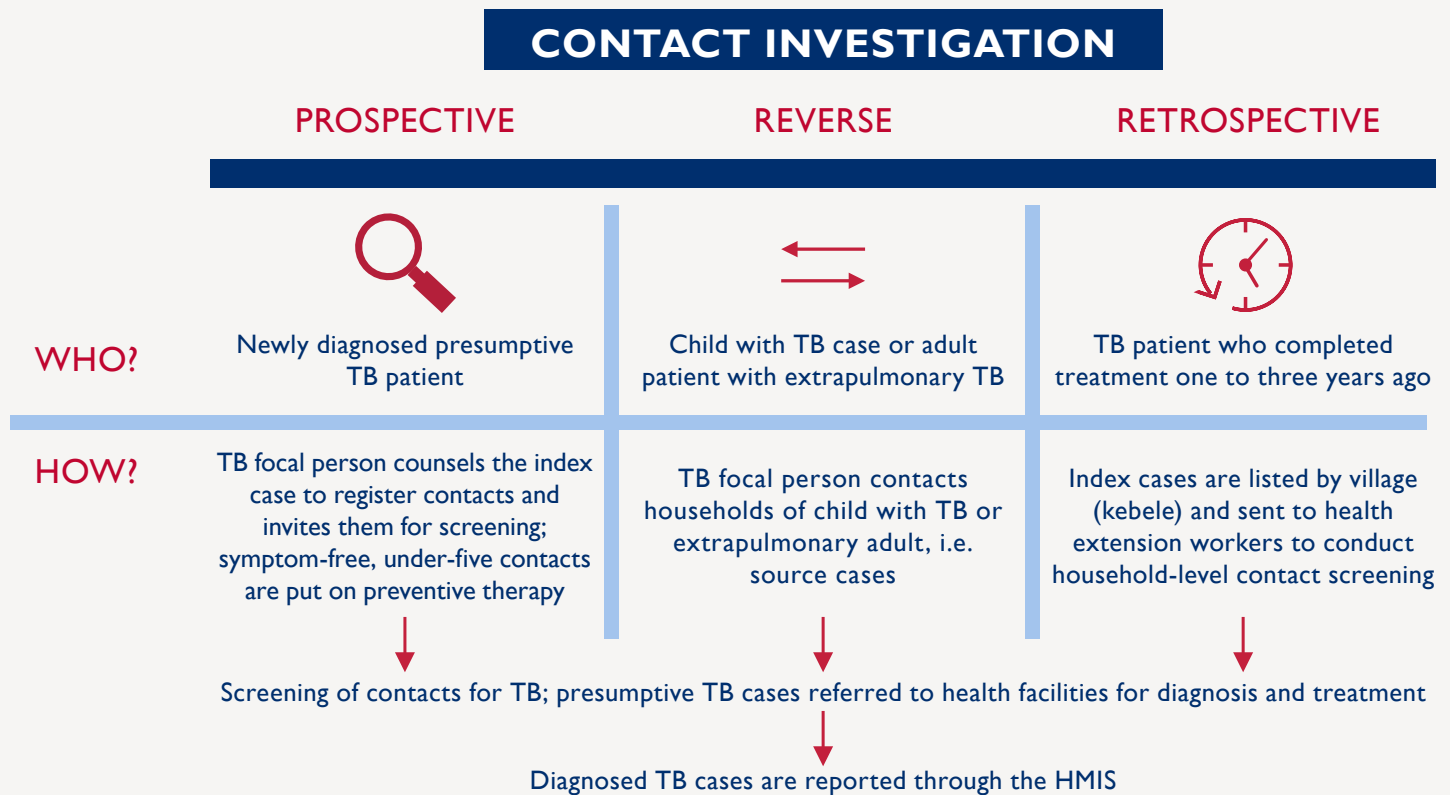 CONTACT INVESTIGATION
PROSPECTIVE
REVERSE
RETROSPECTIVE
WHO?
Newly diagnosed presumptive
TB patient
Child with TB case or adult
patient with extrapulmonary TB
TB patient who completed
treatment one to three years ago
HOW?
TB focal person counsels the index
case to register contacts and
invites them for screening;
symptom-free, under-five contacts
are put on preventive therapy
TB focal person contacts
households of child with TB or
extrapulmonary adult, i.e.
source cases
Index cases are listed by village
(kebele) and sent to health
extension workers to conduct
household-level contact screening
Screening of contacts for TB; presumptive TB cases referred to health facilities for diagnosis and treatment
Diagnosed TB cases are reported through the HMIS